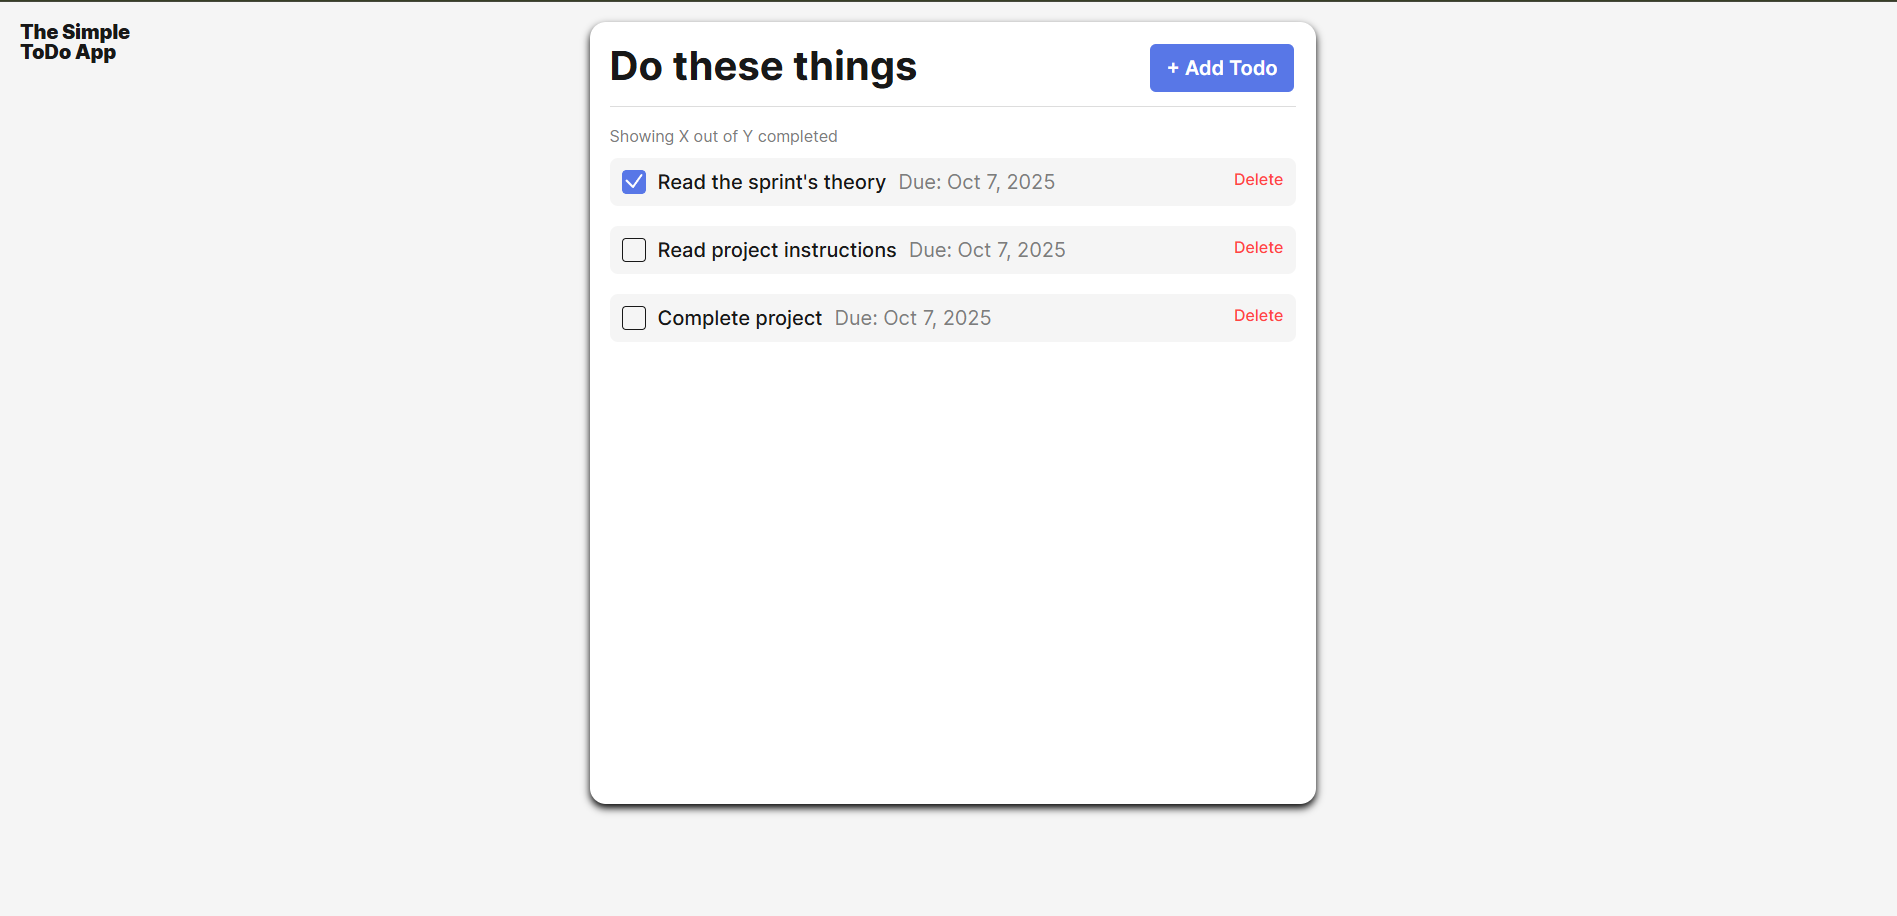 The Simple
ToDo App
Do these things
+ Add Todo
Showing X out of Y completed
Read the sprint's theory Due: Oct 7, 2025 Delete
Read project instructions Due: Oct 7, 2025 Delete
Complete project Due: Oct 7, 2025 Delete